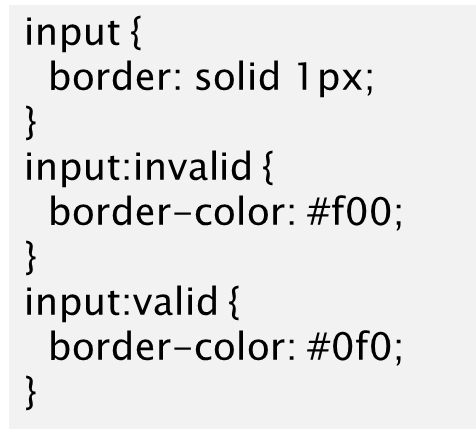 input {
  border: solid 1px;
}
input:invalid {
  border-color: #f00;
}
input:valid {
  border-color: #0f0;
}